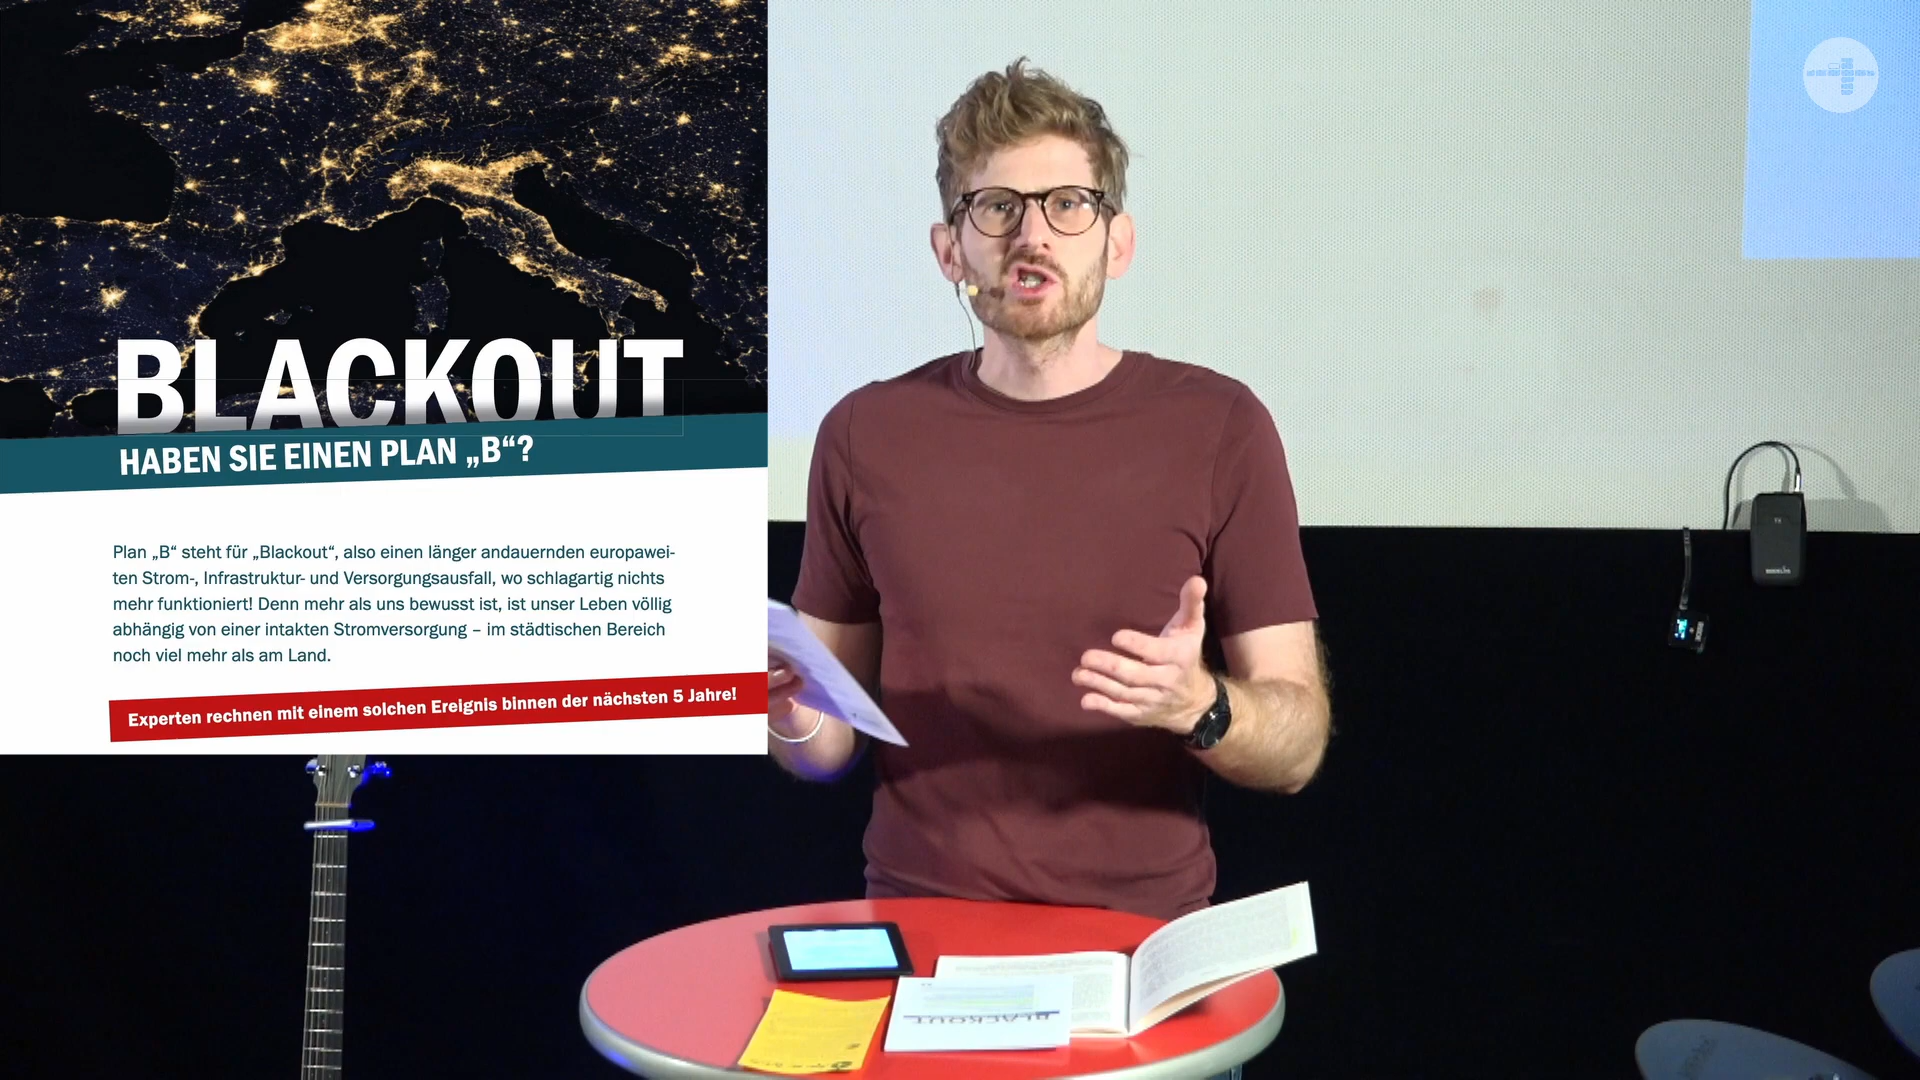 BLACKOUT
HABEN SIE EINEN PLAN „B“?
Plan „B“ steht für „Blackout“, also einen länger andauernden europawei-
ten Strom-, Infrastruktur- und Versorgungsausfall, wo schlagartig nichts
mehr funktioniert! Denn mehr als uns bewusst ist, ist unser Leben völlig
abhängig von einer intakten Stromversorgung – im städtischen Bereich
noch viel mehr als am Land.
Experten rechnen mit einem solchen Ereignis binnen der nächsten 5 Jahre!
BLACKOUT